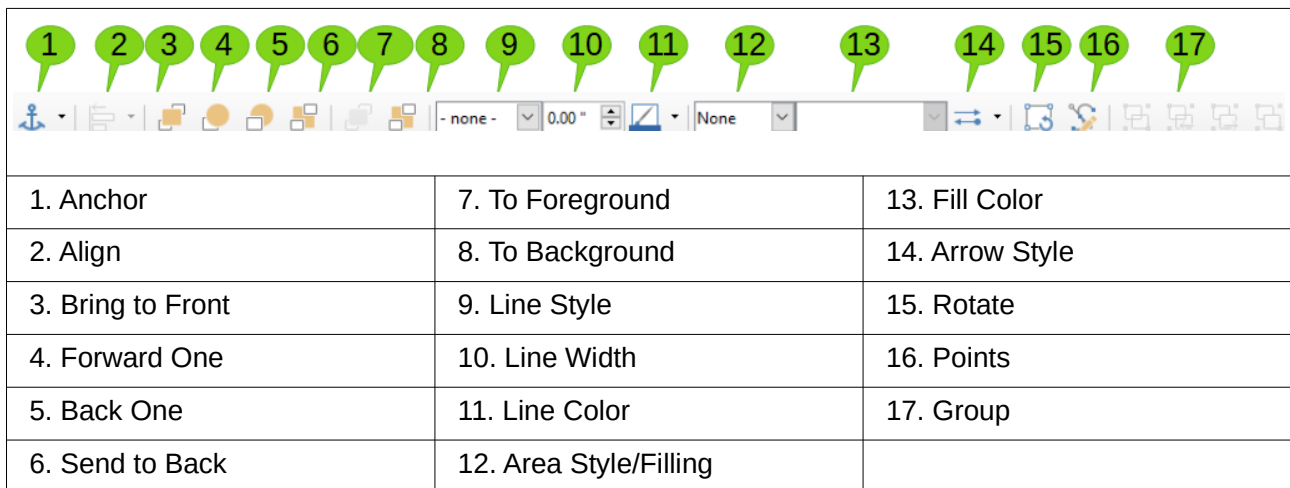 1 2 3 4 5 6 7 8 9 10 11 12 13 14 15 16 17
- none - 0.00 " None
1. Anchor 7. To Foreground 13. Fill Color
2. Align 8. To Background 14. Arrow Style
3. Bring to Front 9. Line Style 15. Rotate
4. Forward One 10. Line Width 16. Points
5. Back One 11. Line Color 17. Group
6. Send to Back 12. Area Style/Filling